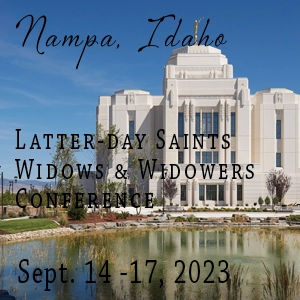 Nampa, Idaho
Latter-day Saints
Widows & Widowers
Conference
Sept. 14 -17, 2023